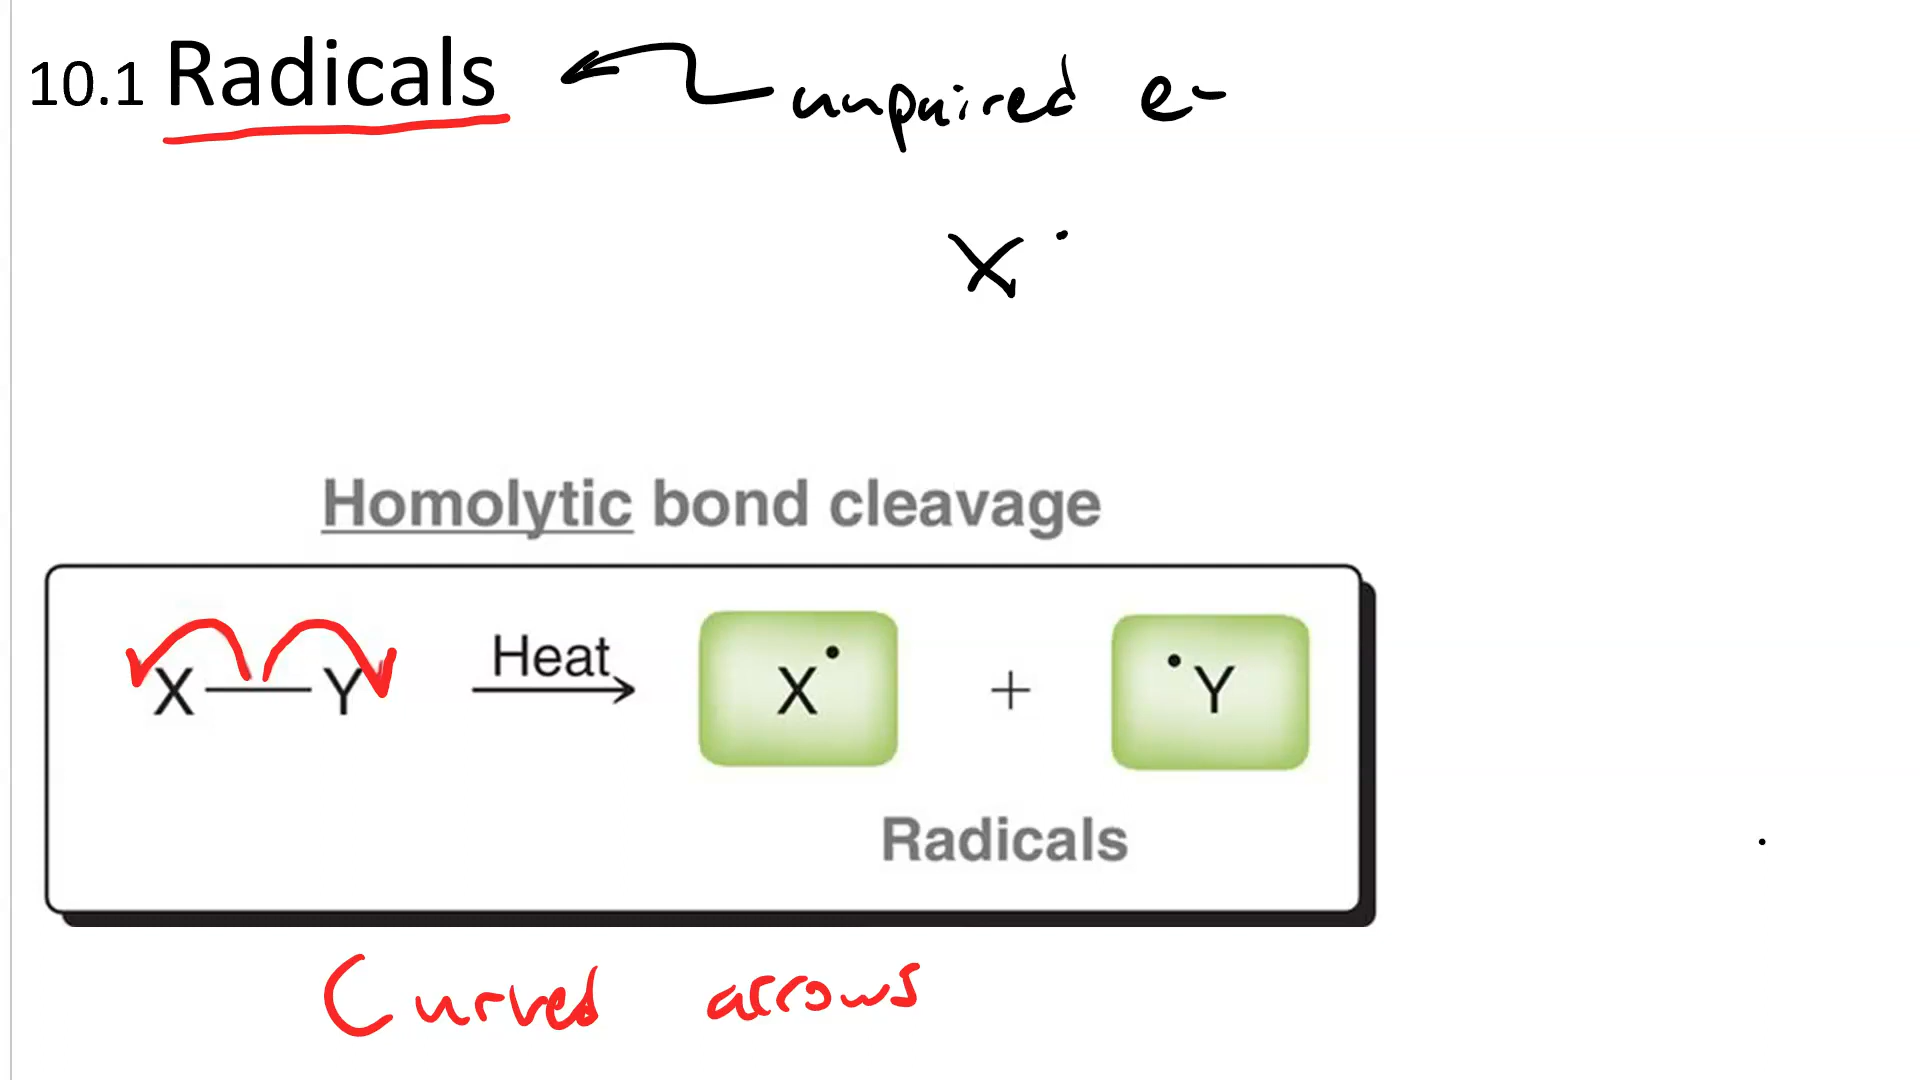 10.1 Radicals unpaired e-
X·
Homolytic bond cleavage
X—Y Heat X• + •Y
Radicals
Curved arrows